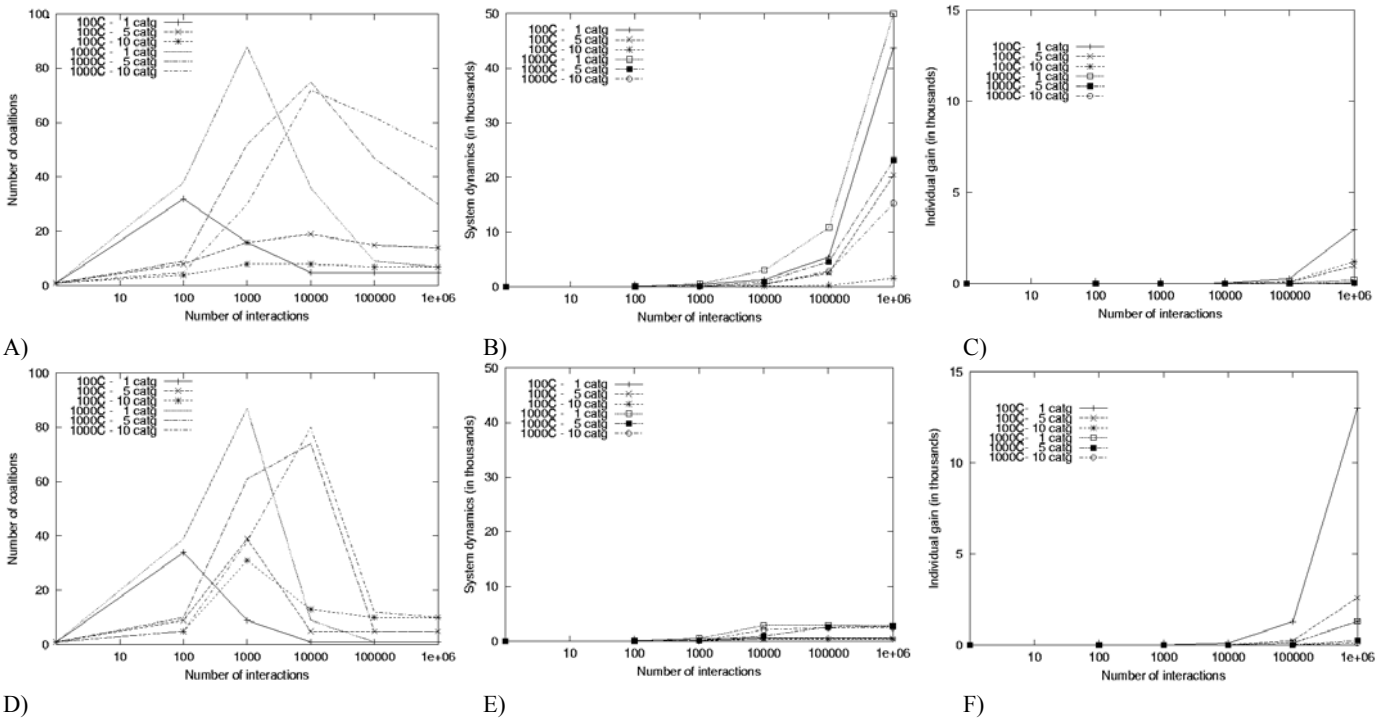 100
80
60
40
20
0
Number of coalitions
100C - 1 catg
100C - 5 catg
100C - 10 catg
1000C - 1 catg
1000C - 5 catg
1000C - 10 catg
10 100 1000 10000 100000 1e+06
Number of interactions
A)
50
40
30
20
10
0
System dynamics (in thousands)
100C - 1 catg
100C - 5 catg
100C - 10 catg
1000C - 1 catg
1000C - 5 catg
1000C - 10 catg
10 100 1000 10000 100000 1e+06
Number of interactions
B)
15
10
5
0
Individual gain (in thousands)
100C - 1 catg
100C - 5 catg
100C - 10 catg
1000C - 1 catg
1000C - 5 catg
1000C - 10 catg
10 100 1000 10000 100000 1e+06
Number of interactions
C)
100
80
60
40
20
0
Number of coalitions
100C - 1 catg
100C - 5 catg
100C - 10 catg
1000C - 1 catg
1000C - 5 catg
1000C - 10 catg
10 100 1000 10000 100000 1e+06
Number of interactions
D)
50
40
30
20
10
0
System dynamics (in thousands)
100C - 1 catg
100C - 5 catg
100C - 10 catg
1000C - 1 catg
1000C - 5 catg
1000C - 10 catg
10 100 1000 10000 100000 1e+06
Number of interactions
E)
15
10
5
0
Individual gain (in thousands)
100C - 1 catg
100C - 5 catg
100C - 10 catg
1000C - 1 catg
1000C - 5 catg
1000C - 10 catg
10 100 1000 10000 100000 1e+06
Number of interactions
F)